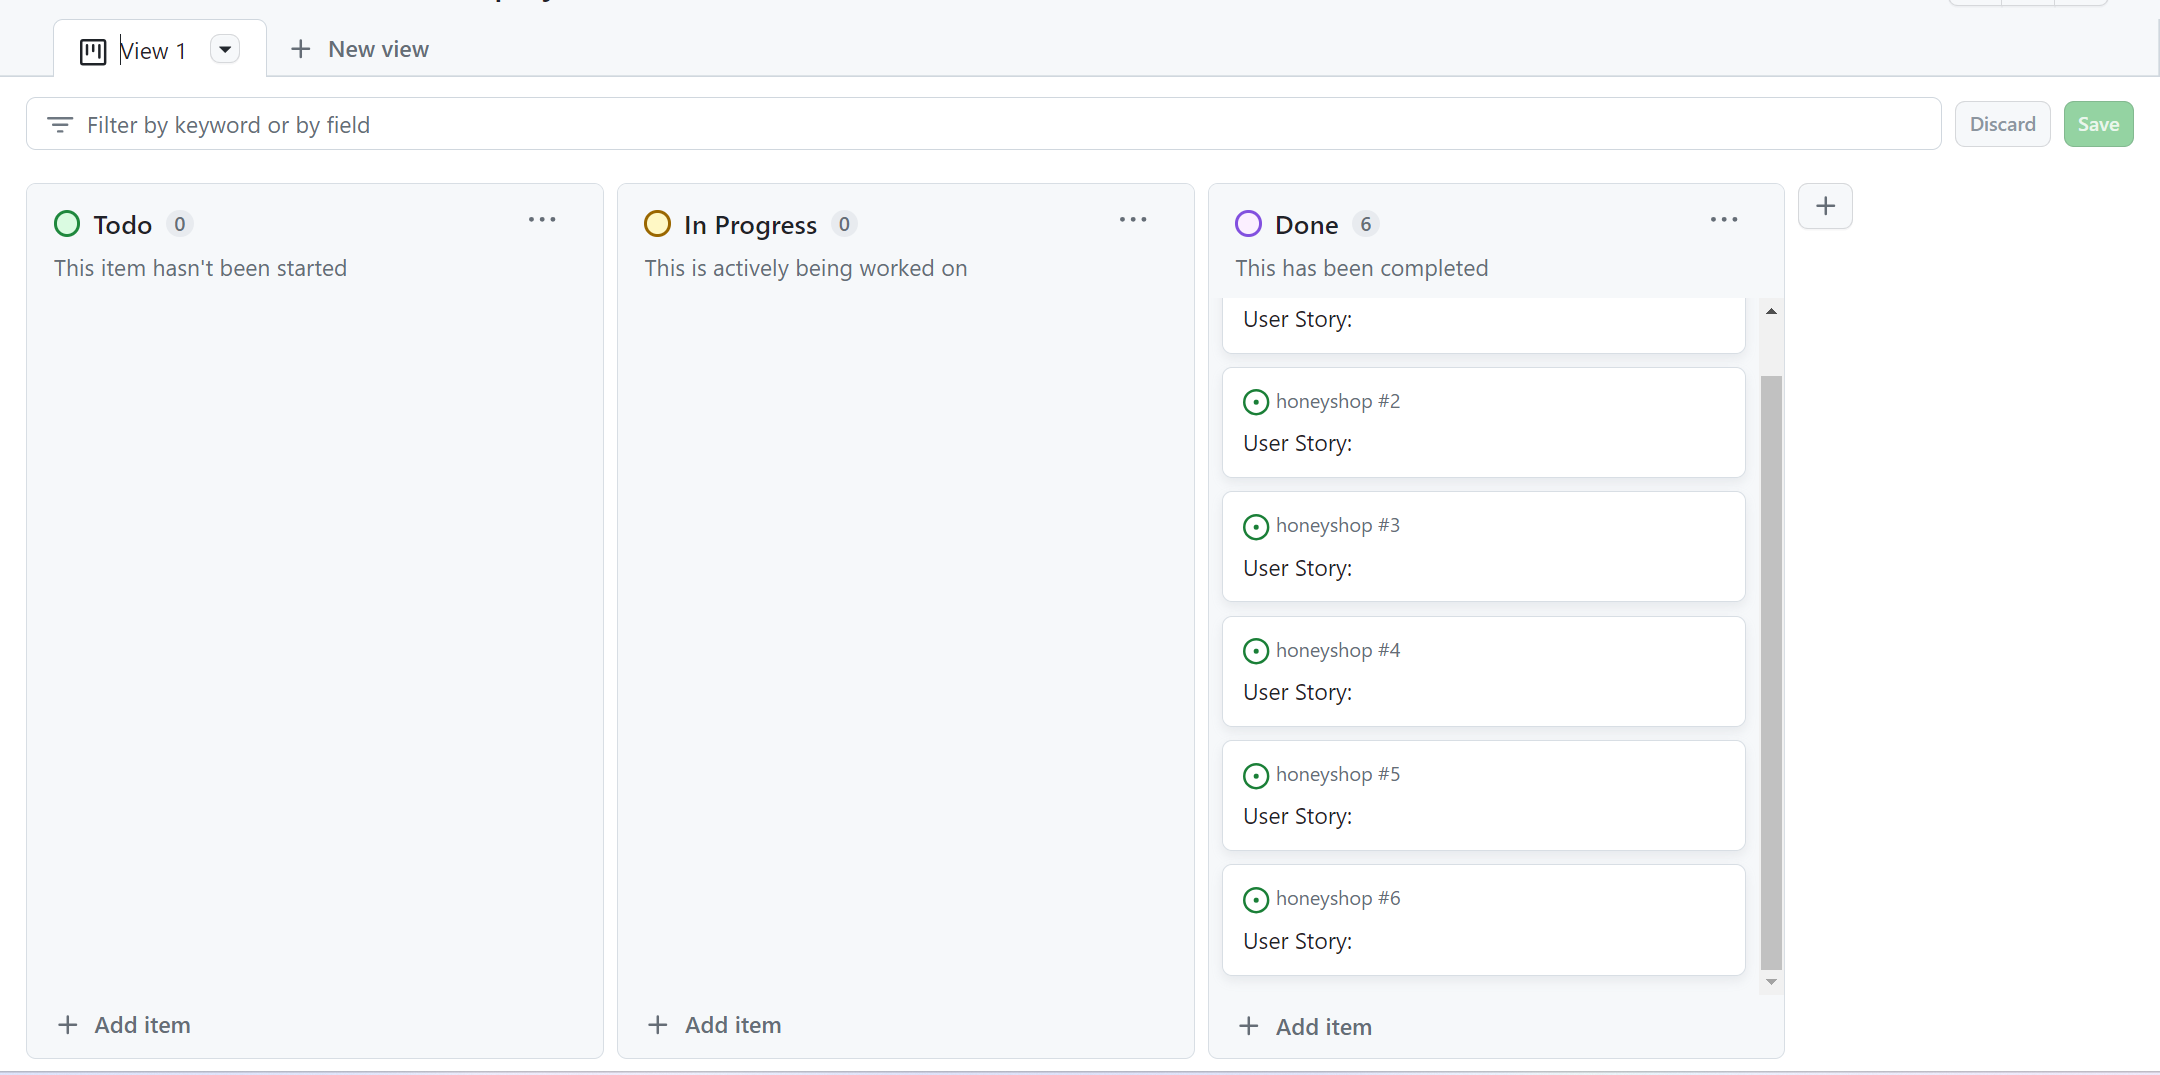 View 1
New view
Filter by keyword or by field
Discard
Save
Todo 0
This item hasn't been started
Add item
In Progress 0
This is actively being worked on
Add item
Done 6
This has been completed
User Story:
honeyshop #2
User Story:
honeyshop #3
User Story:
honeyshop #4
User Story:
honeyshop #5
User Story:
honeyshop #6
User Story:
Add item